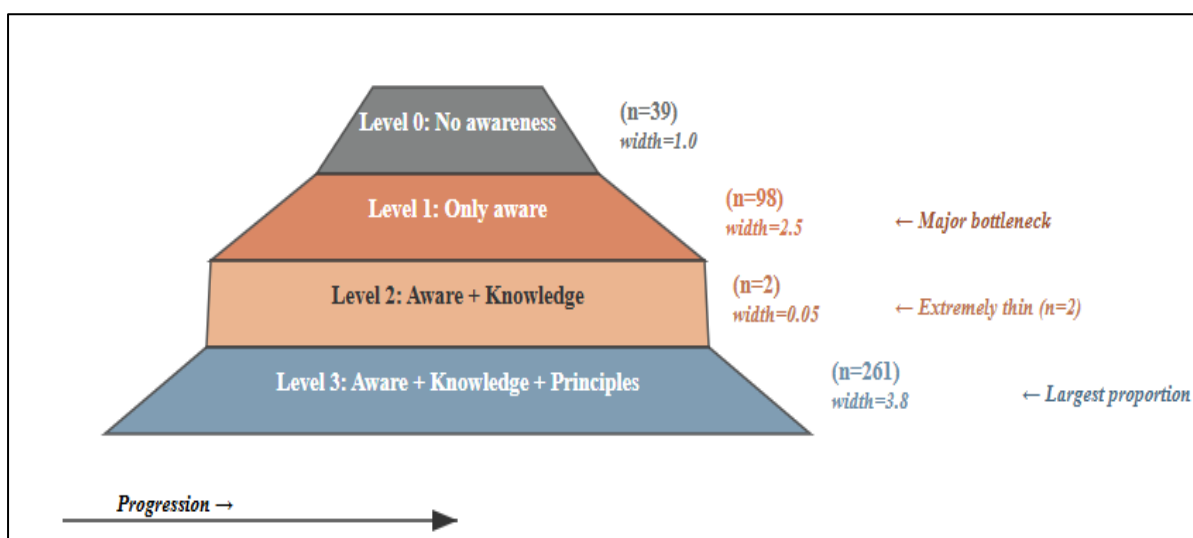 Level 0: No awareness
(n=39)
width=1.0
Level 1: Only aware
(n=98)
width=2.5
← Major bottleneck
Level 2: Aware + Knowledge
(n=2)
width=0.05
← Extremely thin (n=2)
Level 3: Aware + Knowledge + Principles
(n=261)
width=3.8
← Largest proportion
Progression →